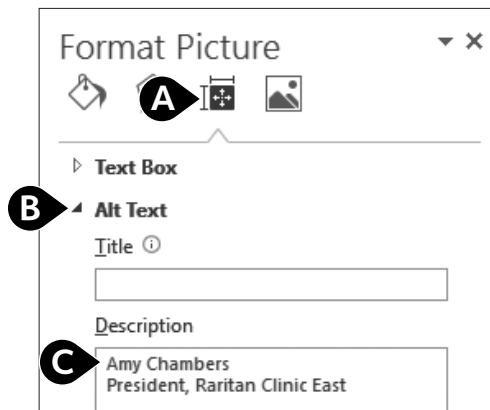 Format Picture
A
Text Box
B
Alt Text
Title
Description
C
Amy Chambers
President, Raritan Clinic East